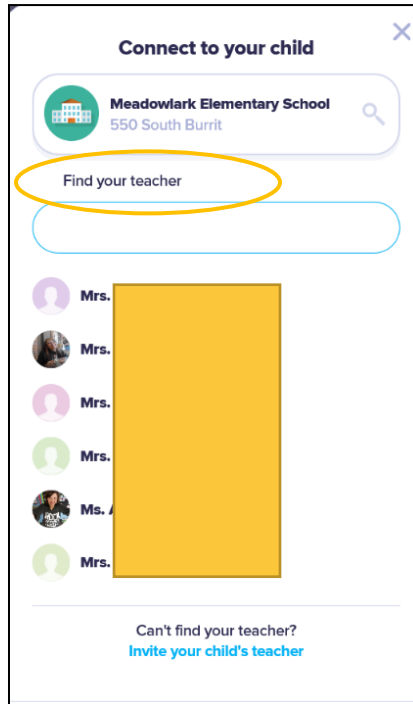 Connect to your child
Meadowlark Elementary School
550 South Burrit
Find your teacher
Mrs.
Mrs.
Mrs.
Mrs.
Ms.
Mrs.
Can't find your teacher?
Invite your child's teacher